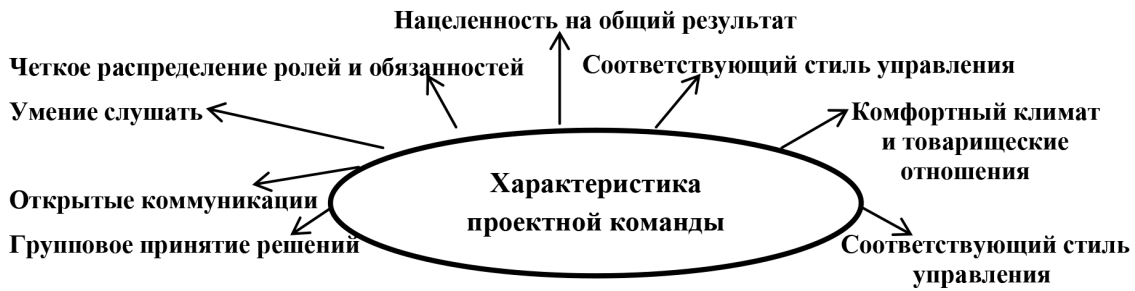 Нацеленность на общий результат
Четкое распределение ролей и обязанностей
Соответствующий стиль управления
Умение слушать
Комфортный климат
и товарищеские
отношения
Характеристика
проектной команды
Открытые коммуникации
Групповое принятие решений
Соответствующий стиль
управления